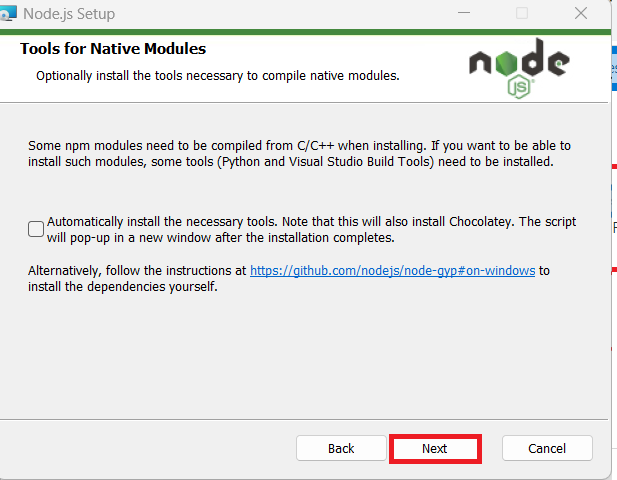 Node.js Setup
Tools for Native Modules
Optionally install the tools necessary to compile native modules.
node
JS
Some npm modules need to be compiled from C/C++ when installing. If you want to be able to
install such modules, some tools (Python and Visual Studio Build Tools) need to be installed.
Automatically install the necessary tools. Note that this will also install Chocolatey. The script
will pop-up in a new window after the installation completes.
Alternatively, follow the instructions at https://github.com/nodejs/node-gyp#on-windows to
install the dependencies yourself.
Back
Next
Cancel